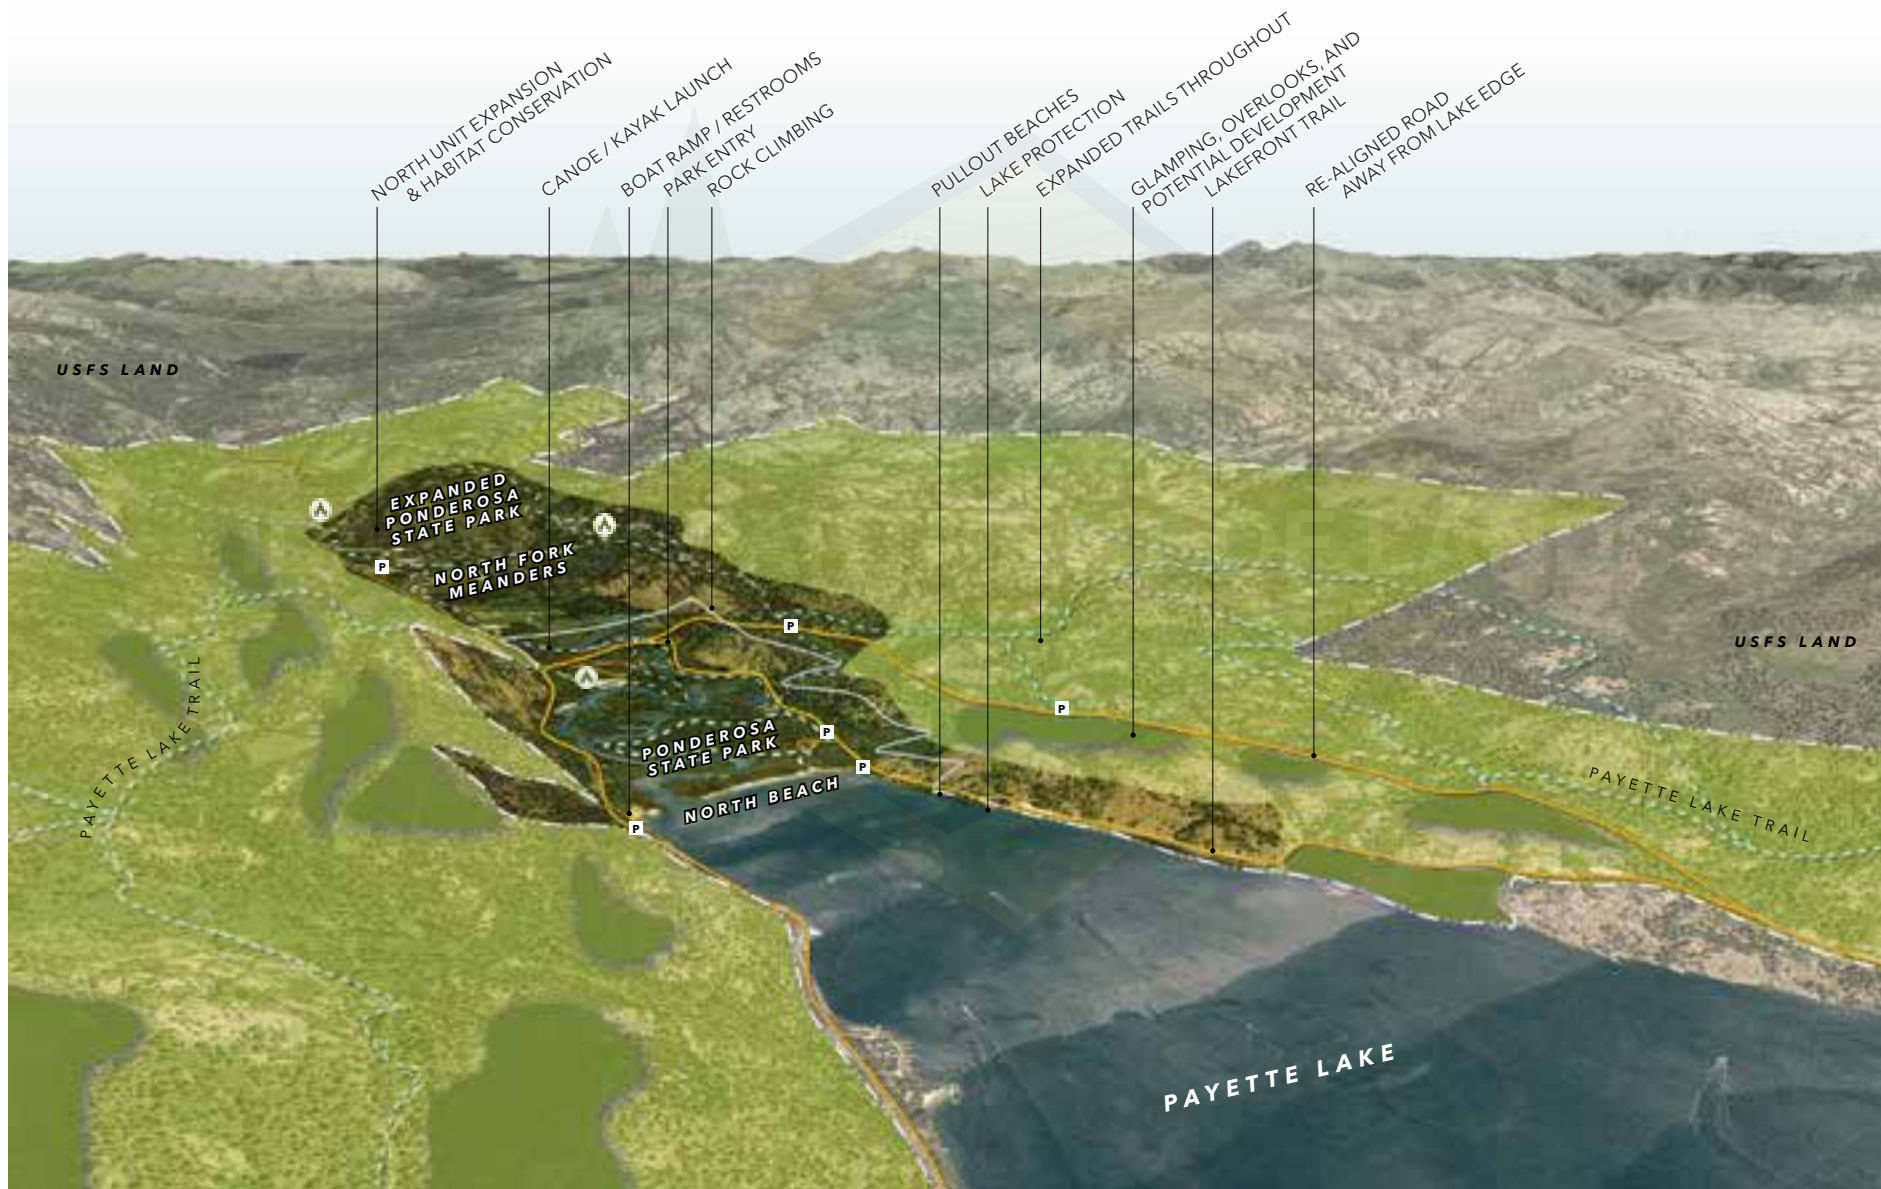 NORTH UNIT EXPANSION
& HABITAT CONSERVATION
CANOE / KAYAK LAUNCH
BOAT RAMP / RESTROOMS
PARK ENTRY
ROCK CLIMBING
PULLOUT BEACHES
LAKE PROTECTION
EXPANDED TRAILS THROUGHOUT
GLAMPING, OVERLOOKS, AND
POTENTIAL DEVELOPMENT
LAKEFRONT TRAIL
RE-ALIGNED ROAD
AWAY FROM LAKE EDGE
USFS LAND
EXPANDED
PONDEROSA
STATE PARK
NORTH FORK
MEANDERS
P
P
USFS LAND
PAYETTE LAKE TRAIL
P
PONDEROSA
STATE PARK
P
P
NORTH BEACH
P
PAYETTE LAKE TRAIL
PAYETTE LAKE